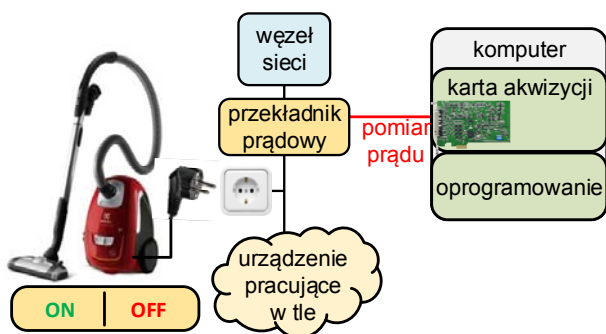 węzeł
sieci
przekładnik
prądowy
pomiar
prądu
komputer
karta akwizycji
oprogramowanie
urządzenie
pracujące
w tle
ON
OFF